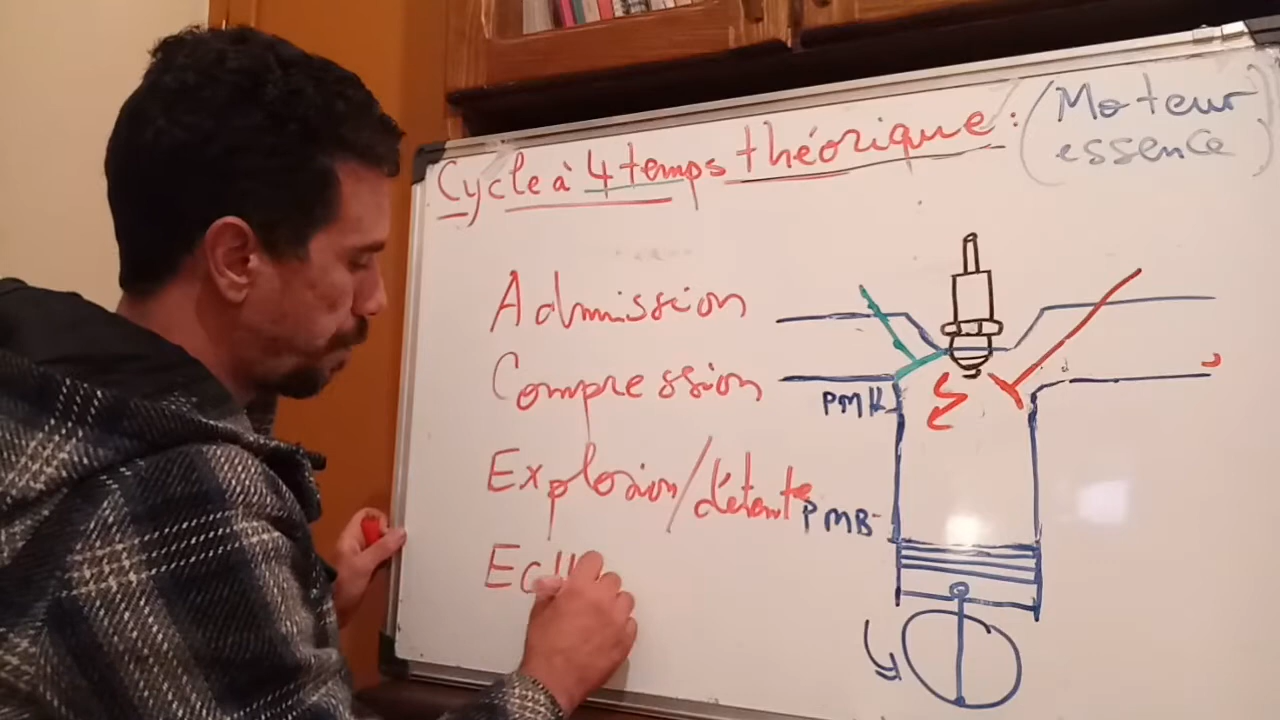 Cycle à 4 temps théorique : (Moteur
essence)
Admission
Compression
PMH
Explosion/détente
PMB